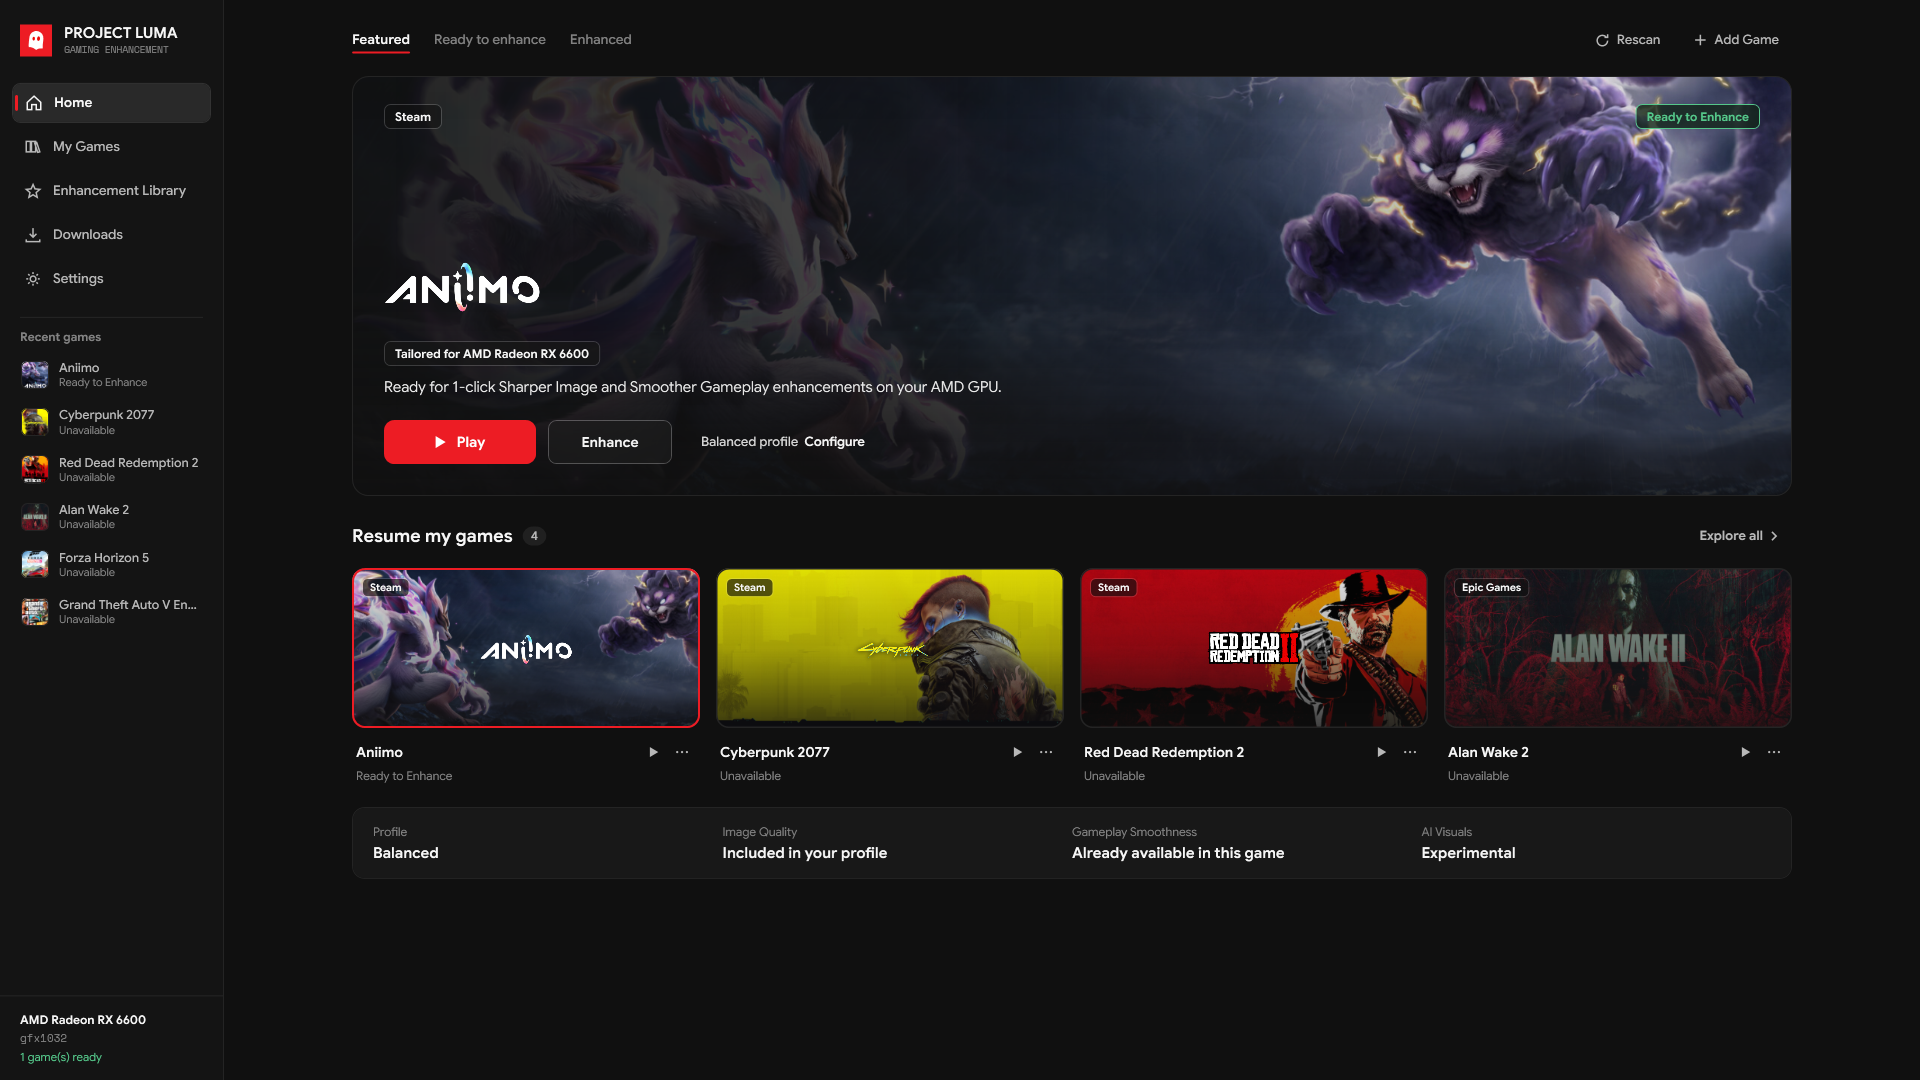 PROJECT LUMA
GAMING ENHANCEMENT
Home
My Games
Enhancement Library
Downloads
Settings
Recent games
Aniimo
Ready to Enhance
Cyberpunk 2077
Unavailable
Red Dead Redemption 2
Unavailable
Alan Wake 2
Unavailable
Forza Horizon 5
Unavailable
Grand Theft Auto V En...
Unavailable
AMD Radeon RX 6600
gfx1032
1 game(s) ready
Featured
Ready to enhance
Enhanced
Rescan
Add Game
Steam
Ready to Enhance
ANIIMO
Tailored for AMD Radeon RX 6600
Ready for 1-click Sharper Image and Smoother Gameplay enhancements on your AMD GPU.
Play
Enhance
Balanced profile Configure
Resume my games 4
Explore all
Steam
ANIIMO
Aniimo
Ready to Enhance
Steam
CYBERPUNK
Cyberpunk 2077
Unavailable
Steam
RED DEAD
REDEMPTION II
Red Dead Redemption 2
Unavailable
Epic Games
ALAN WAKE II
Alan Wake 2
Unavailable
Profile
Balanced
Image Quality
Included in your profile
Gameplay Smoothness
Already available in this game
AI Visuals
Experimental